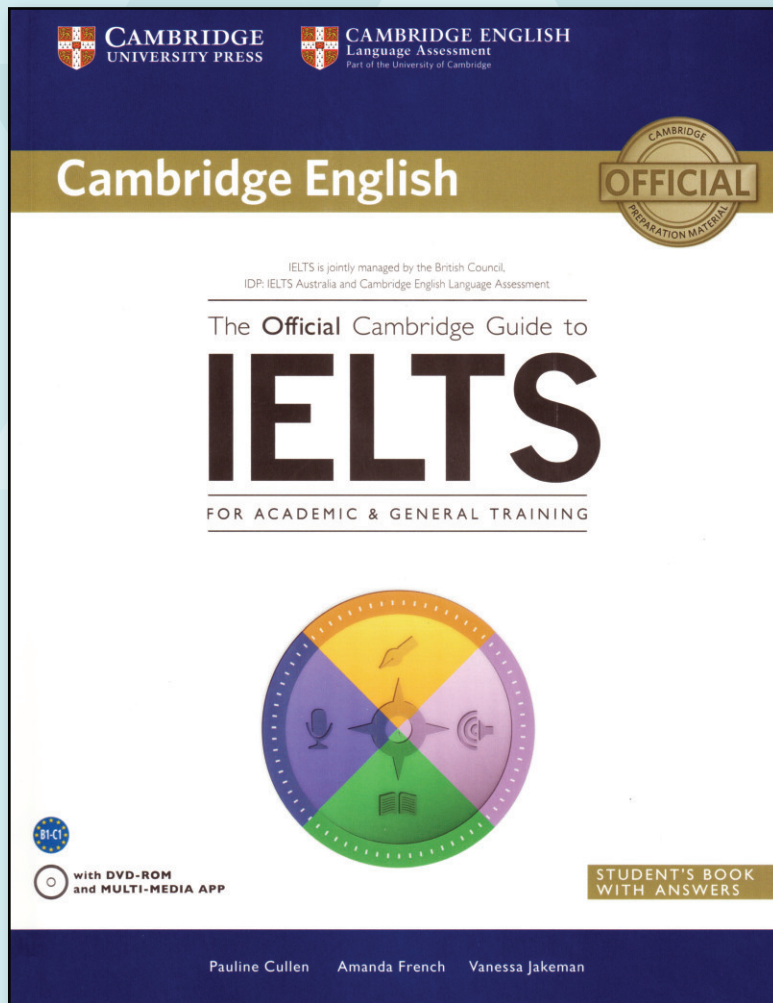 CAMBRIDGE
UNIVERSITY PRESS
CAMBRIDGE ENGLISH
Language Assessment
Part of the University of Cambridge
Cambridge English
CAMBRIDGE
OFFICIAL
PREPARATION MATERIAL
IELTS is jointly managed by the British Council,
IDP: IELTS Australia and Cambridge English Language Assessment
The Official Cambridge Guide to
IELTS
FOR ACADEMIC & GENERAL TRAINING
B1-C1
with DVD-ROM
and MULTI-MEDIA APP
STUDENT'S BOOK
WITH ANSWERS
Pauline Cullen Amanda French Vanessa Jakeman